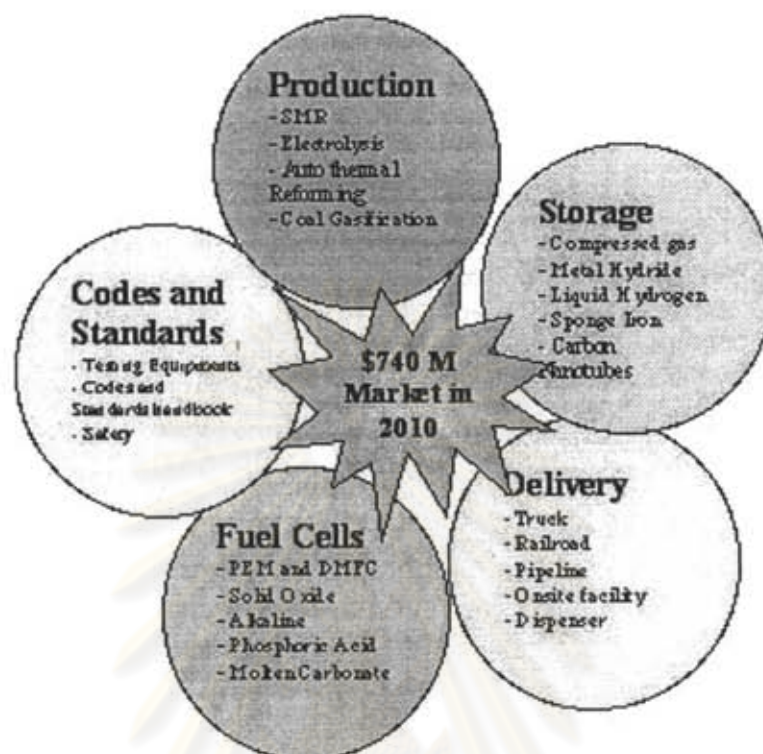 Production
- SMR
- Electrolysis
- Auto thermal
Reforming
- Coal Gasification
Storage
- Compressed gas
- Metal Hydride
- Liquid Hydrogen
- Sponge Iron
- Carbon
Nanotubes
Codes and
Standards
- Testing Equipments
- Codes and
Standards handbook
- Safety
$740 M
Market in
2010
Delivery
- Truck
- Railroad
- Pipeline
- Onsite facility
- Dispenser
Fuel Cells
- PEM and DMFC
- Solid Oxide
- Alkaline
- Phosphoric Acid
- Molten Carbonate